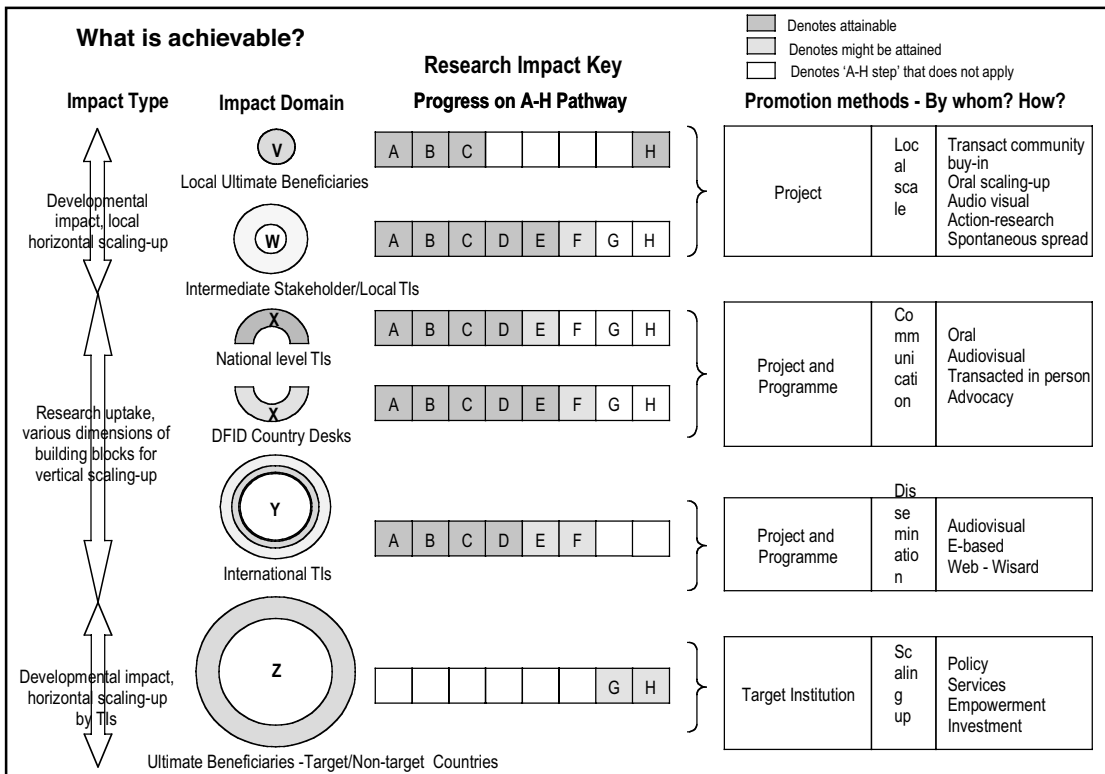 What is achievable?
Denotes attainable
Denotes might be attained
Denotes ‘A-H step’ that does not apply
Research Impact Key
Impact Type
Impact Domain
Progress on A-H Pathway
Promotion methods - By whom? How?
V
A B C H
Local Ultimate Beneficiaries
Developmental
impact, local
horizontal scaling-up
W
A B C D E F G H
Intermediate Stakeholder/Local TIs
Project
Loc
al
sca
le
Transact community
buy-in
Oral scaling-up
Audio visual
Action-research
Spontaneous spread
X
A B C D E F G H
National level TIs
X
A B C D E F G H
DFID Country Desks
Research uptake,
various dimensions of
building blocks for
vertical scaling-up
Project and
Programme
Co
mm
uni
cati
on
Oral
Audiovisual
Transacted in person
Advocacy
Y
A B C D E F
International TIs
Project and
Programme
Dis
se
min
atio
n
Audiovisual
E-based
Web - Wisard
Z
G H
Developmental impact,
horizontal scaling-up
by TIs
Ultimate Beneficiaries -Target/Non-target Countries
Target Institution
Sc
alin
g
up
Policy
Services
Empowerment
Investment